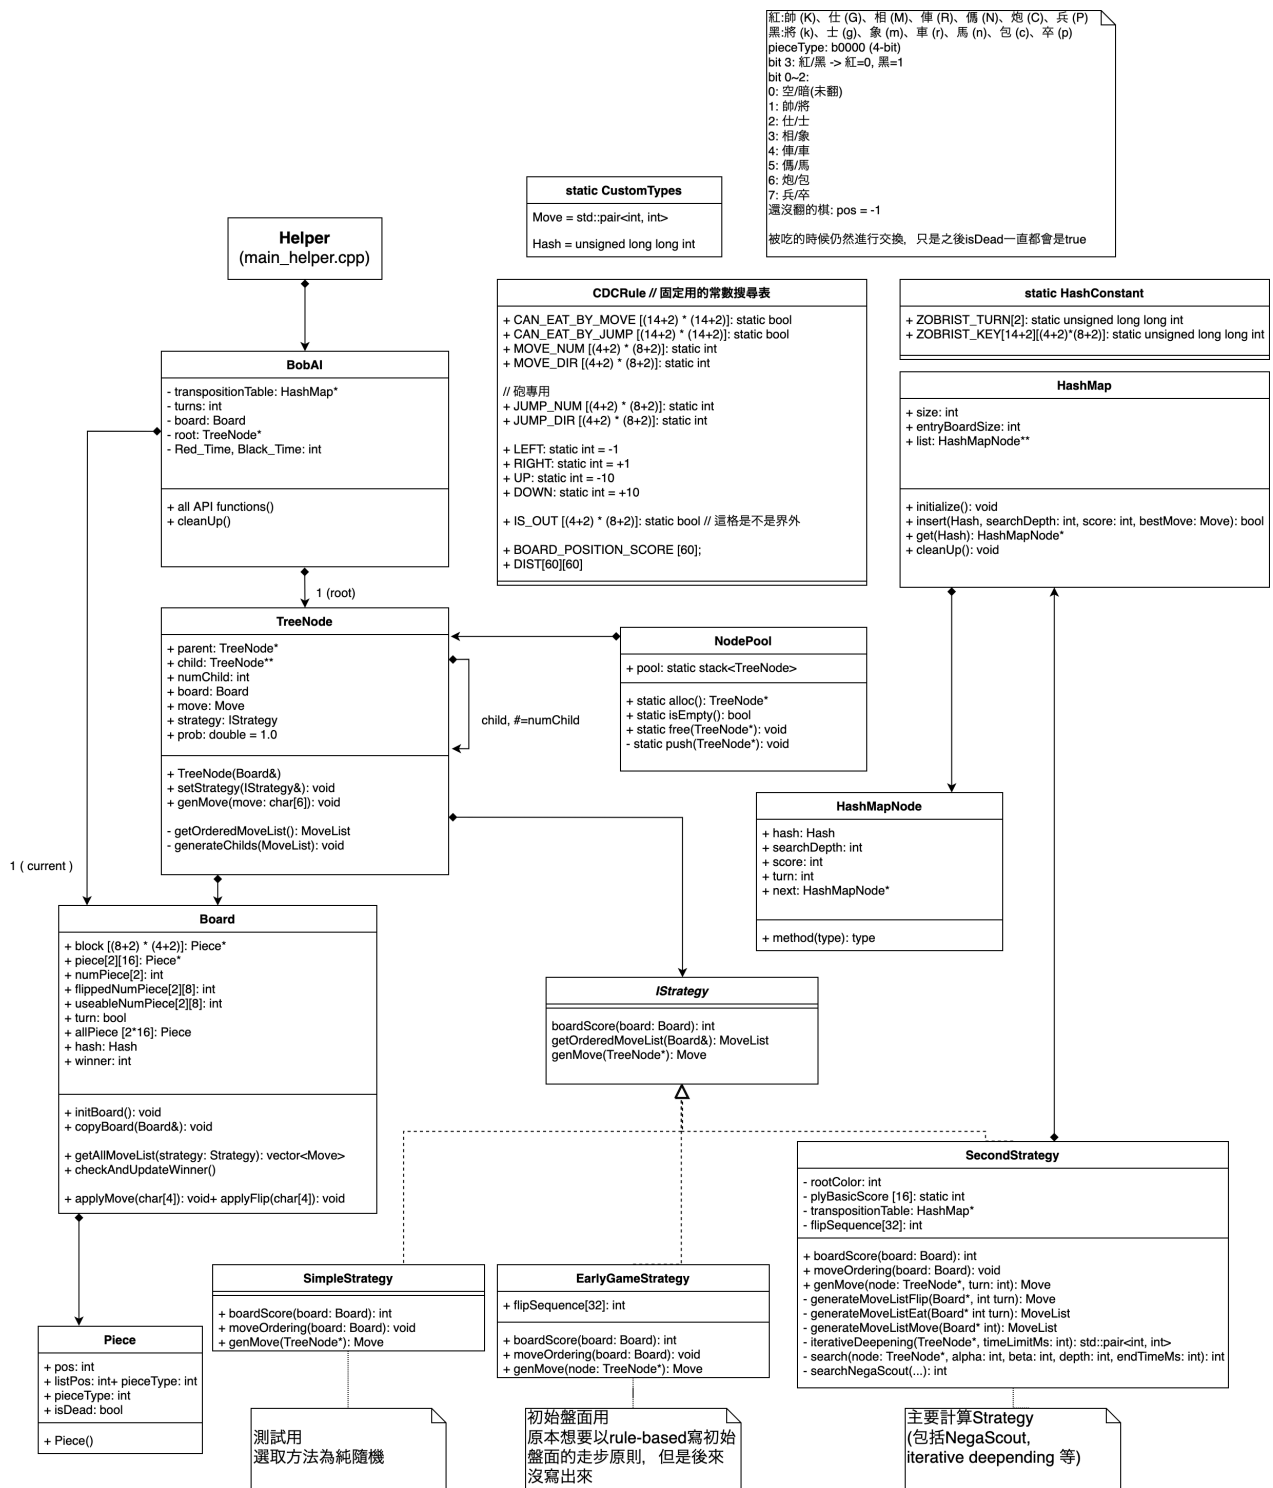 紅:帥 (K)、仕 (G)、相 (M)、俥 (R)、傌 (N)、炮 (C)、兵 (P)
黑:將 (k)、士 (g)、象 (m)、車 (r)、馬 (n)、包 (c)、卒 (p)
pieceType: b0000 (4-bit)
bit 3: 紅/黑 -> 紅=0, 黑=1
bit 0~2:
0: 空/暗(未翻)
1: 帥/將
2: 仕/士
3: 相/象
4: 俥/車
5: 傌/馬
6: 炮/包
7: 兵/卒
還沒翻的棋: pos = -1
被吃的時候仍然進行交換，只是之後isDead一直都會是true
static CustomTypes
Move = std::pair<int, int>
Hash = unsigned long long int
Helper
(main_helper.cpp)
CDCRule // 固定用的常數搜尋表
+ CAN_EAT_BY_MOVE [(14+2) * (14+2)]: static bool
+ CAN_EAT_BY_JUMP [(14+2) * (14+2)]: static bool
+ MOVE_NUM [(4+2) * (8+2)]: static int
+ MOVE_DIR [(4+2) * (8+2)]: static int
// 砲專用
+ JUMP_NUM [(4+2) * (8+2)]: static int
+ JUMP_DIR [(4+2) * (8+2)]: static int
+ LEFT: static int = -1
+ RIGHT: static int = +1
+ UP: static int = -10
+ DOWN: static int = +10
+ IS_OUT [(4+2) * (8+2)]: static bool // 這格是不是界外
+ BOARD_POSITION_SCORE [60];
+ DIST[60][60]
static HashConstant
+ ZOBRIST_TURN[2]: static unsigned long long int
+ ZOBRIST_KEY[14+2][(4+2)*(8+2)]: static unsigned long long int
HashMap
+ size: int
+ entryBoardSize: int
+ list: HashMapNode**
+ initialize(): void
+ insert(Hash, searchDepth: int, score: int, bestMove: Move): bool
+ get(Hash): HashMapNode*
+ cleanUp(): void
BobAI
- transpositionTable: HashMap*
- turns: int
- board: Board
- root: TreeNode*
- Red_Time, Black_Time: int
+ all API functions()
+ cleanUp()
1 (root)
TreeNode
+ parent: TreeNode*
+ child: TreeNode**
+ numChild: int
+ board: Board
+ move: Move
+ strategy: IStrategy
+ prob: double = 1.0
+ TreeNode(Board&)
+ setStrategy(IStrategy&): void
+ genMove(move: char[6]): void
- getOrderedMoveList(): MoveList
- generateChilds(MoveList): void
child, #=numChild
NodePool
+ pool: static stack<TreeNode>
+ static alloc(): TreeNode*
+ static isEmpty(): bool
+ static free(TreeNode*): void
- static push(TreeNode*): void
HashMapNode
+ hash: Hash
+ searchDepth: int
+ score: int
+ turn: int
+ next: HashMapNode*
+ method(type): type
1 ( current )
Board
+ block [(8+2) * (4+2)]: Piece*
+ piece[2][16]: Piece*
+ numPiece[2]: int
+ flippedNumPiece[2][8]: int
+ useableNumPiece[2][8]: int
+ turn: bool
+ allPiece [2*16]: Piece
+ hash: Hash
+ winner: int
+ initBoard(): void
+ copyBoard(Board&): void
+ getAllMoveList(strategy: Strategy): vector<Move>
+ checkAndUpdateWinner()
+ applyMove(char[4]): void+ applyFlip(char[4]): void
IStrategy
boardScore(board: Board): int
getOrderedMoveList(Board&): MoveList
genMove(TreeNode*): Move
SecondStrategy
- rootColor: int
- plyBasicScore [16]: static int
- transpositionTable: HashMap*
- flipSequence[32]: int
+ boardScore(board: Board): int
+ moveOrdering(board: Board): void
+ genMove(node: TreeNode*, turn: int): Move
- generateMoveListFlip(Board*, int turn): Move
- generateMoveListEat(Board* int turn): MoveList
- generateMoveListMove(Board* int): MoveList
- iterativeDeepening(TreeNode*, timeLimitMs: int): std::pair<int, int>
- search(node: TreeNode*, alpha: int, beta: int, depth: int, endTimeMs: int): int
- searchNegaScout(...): int
SimpleStrategy
+ boardScore(board: Board): int
+ moveOrdering(board: Board): void
+ genMove(TreeNode*): Move
EarlyGameStrategy
+ flipSequence[32]: int
+ boardScore(board: Board): int
+ moveOrdering(board: Board): void
+ genMove(node: TreeNode*): Move
Piece
+ pos: int
+ listPos: int+ pieceType: int
+ pieceType: int
+ isDead: bool
+ Piece()
測試用
選取方法為純隨機
初始盤面用
原本想要以rule-based寫初始
盤面的走步原則，但是後來
沒寫出來
主要計算Strategy
(包括NegaScout,
iterative deepending 等)